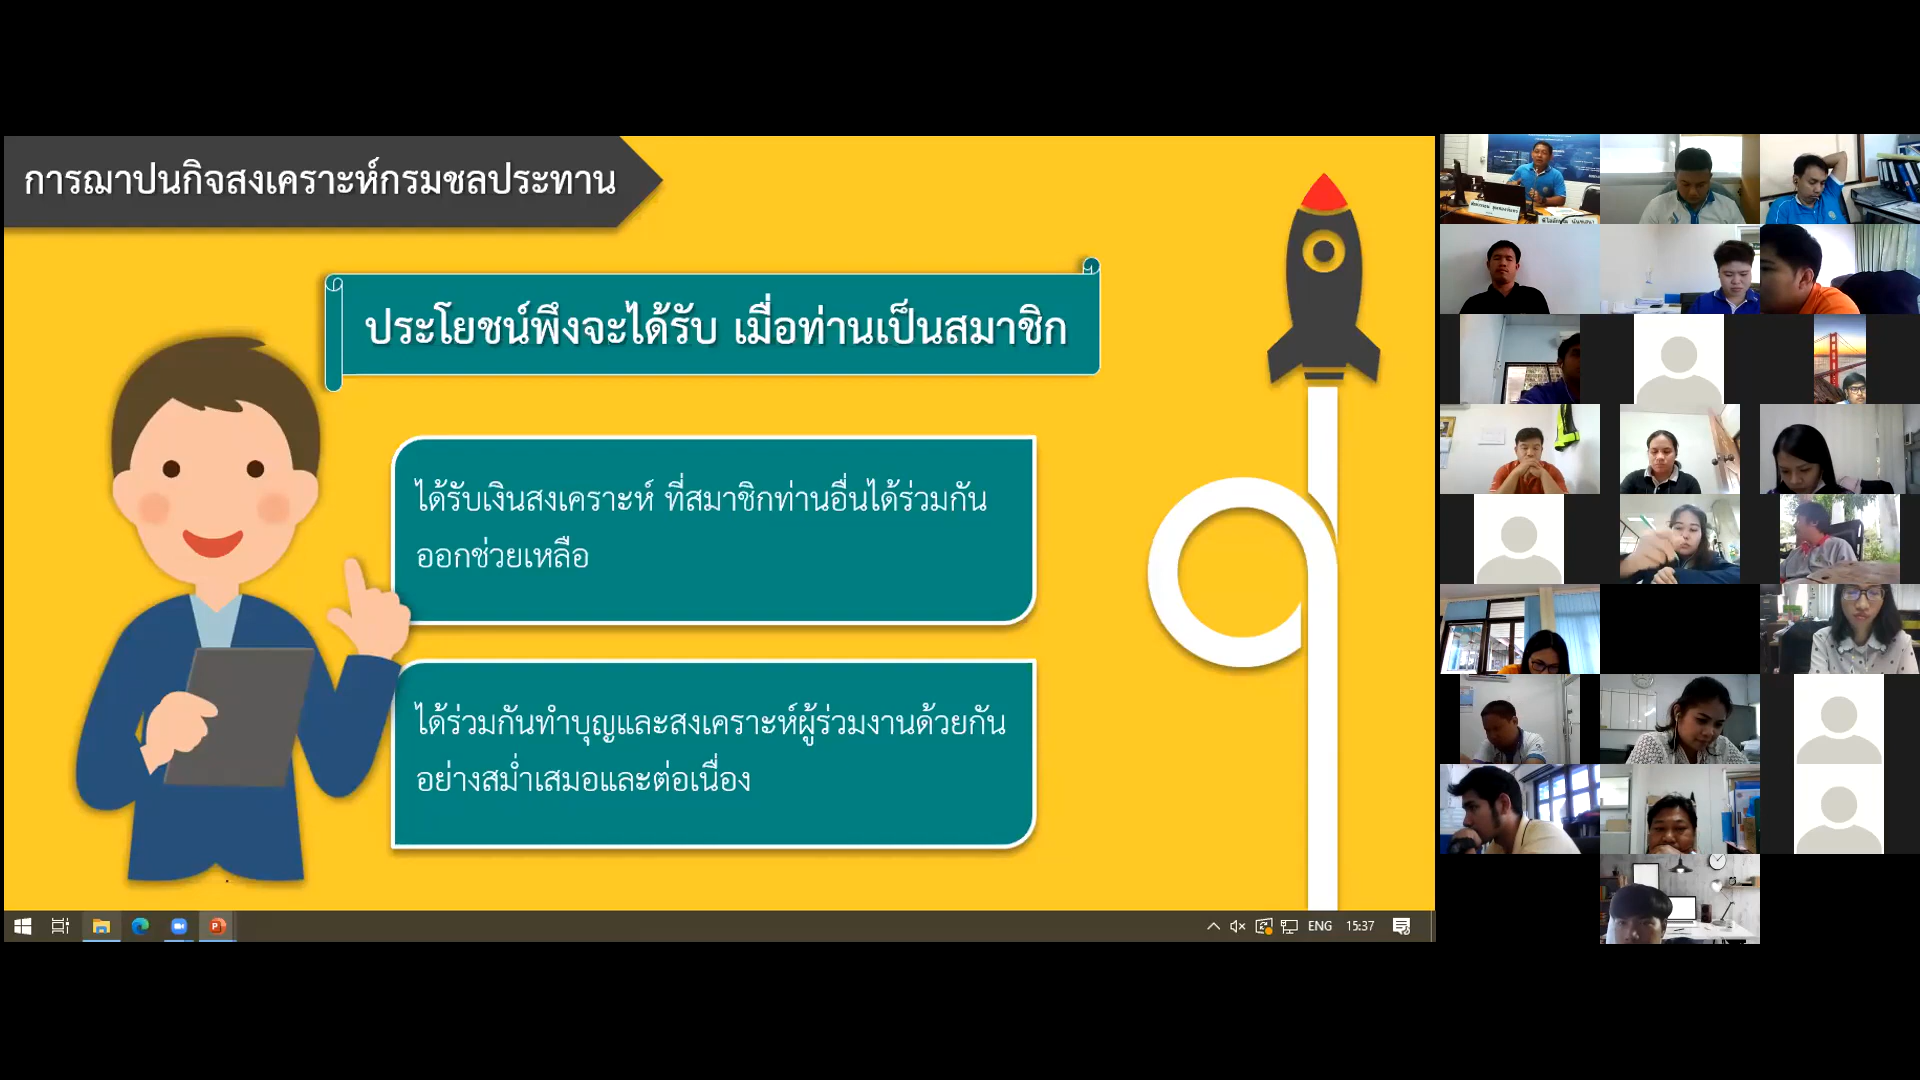 การฌาปนกิจสงเคราะห์กรมชลประทาน
ประโยชน์พึงจะได้รับ เมื่อท่านเป็นสมาชิก
ได้รับเงินสงเคราะห์ ที่สมาชิกท่านอื่นได้ร่วมกัน
ออกช่วยเหลือ
ได้ร่วมกันทำบุญและสงเคราะห์ผู้ร่วมงานด้วยกัน
อย่างสม่ำเสมอและต่อเนื่อง
ENG 15:37